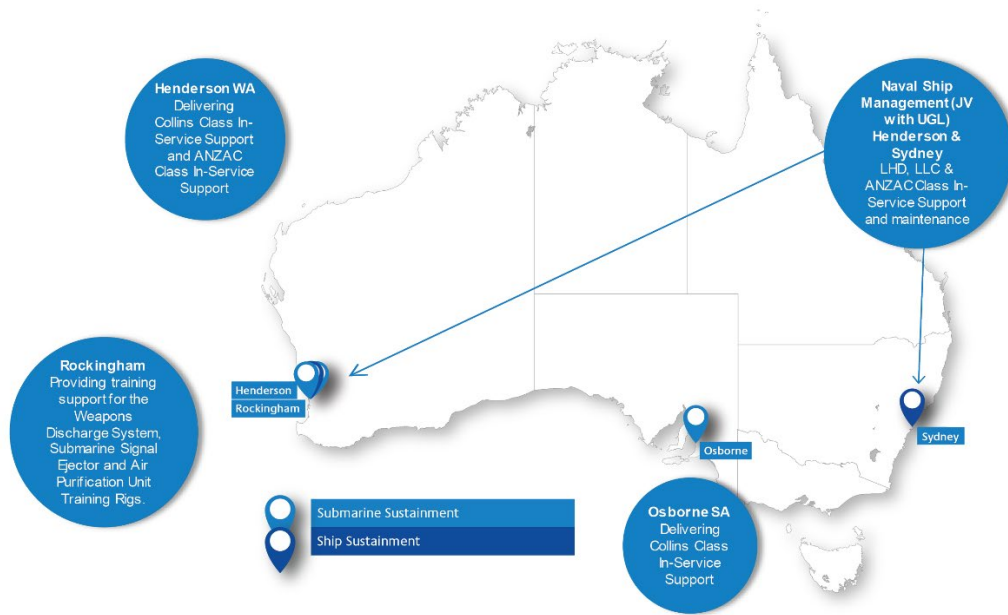 Henderson WA
Delivering
Collins Class In-
Service Support
and ANZAC
Class In-Service
Support
Naval Ship
Management (JV
with UGL)
Henderson &
Sydney
LHD, LLC &
ANZAC Class In-
Service Support
and maintenance
Rockingham
Providing training
support for the
Weapons
Discharge System,
Submarine Signal
Ejector and Air
Purification Unit
Training Rigs.
Henderson
Rockingham
Osborne
Sydney
Osborne SA
Delivering
Collins Class
In-Service
Support
Submarine Sustainment
Ship Sustainment